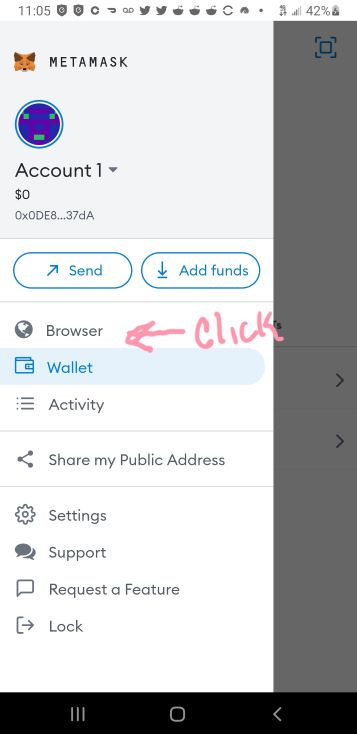 11:05 42%
METAMASK
Account 1
$0
0x0DE8...37dA
Send
Add funds
Browser
Click
Wallet
Activity
Share my Public Address
Settings
Support
Request a Feature
Lock